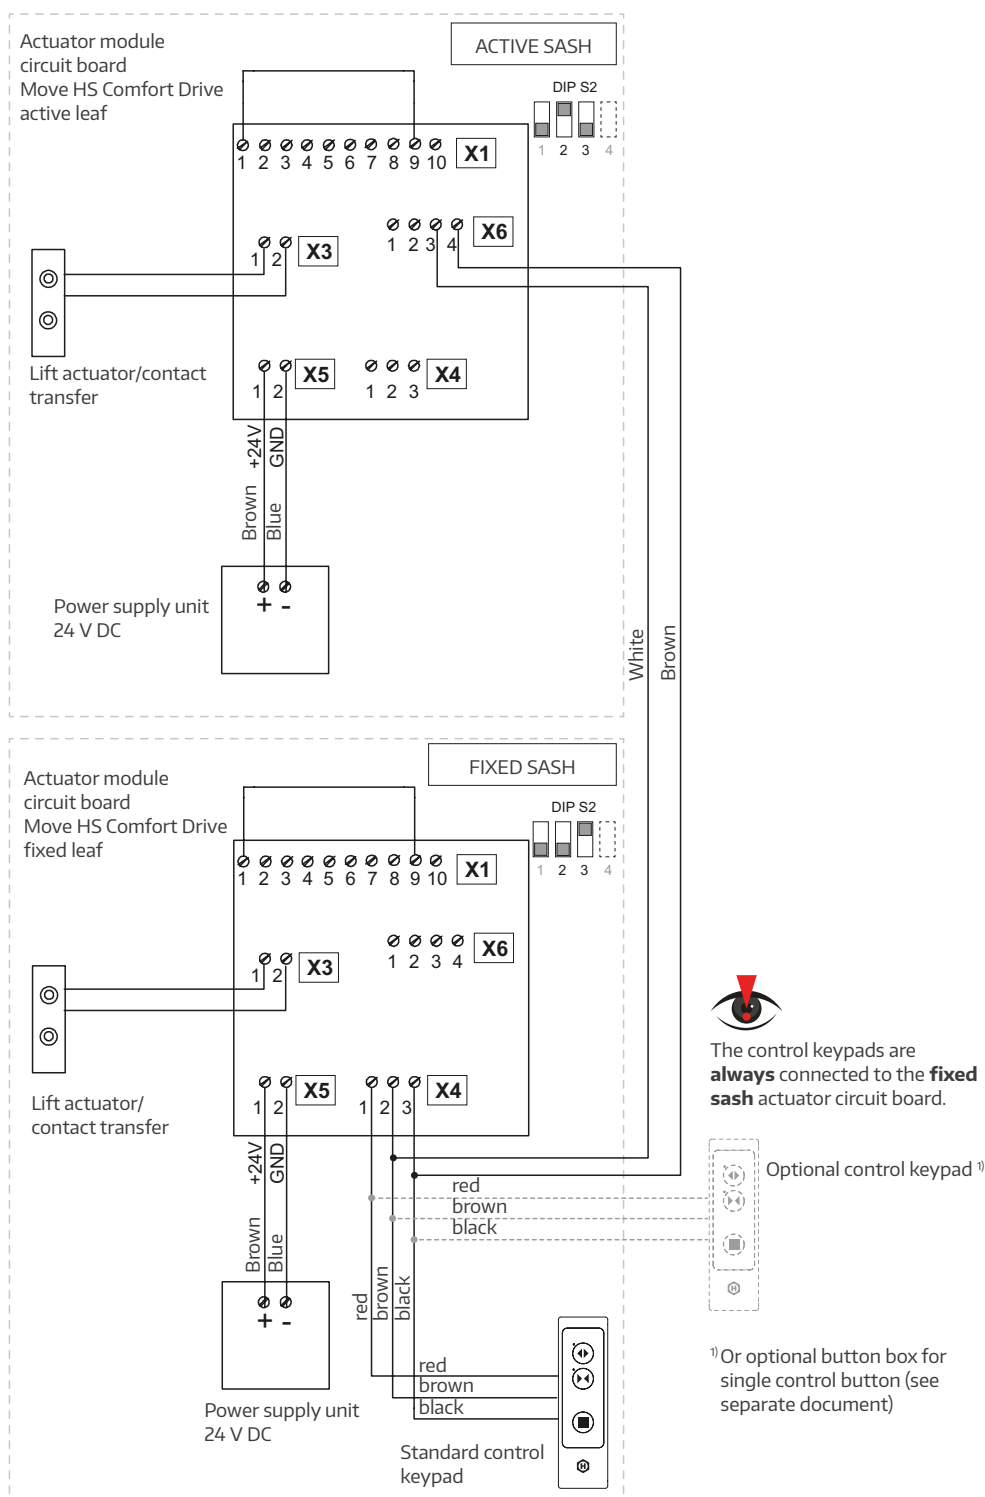 Actuator module
circuit board
Move HS Comfort Drive
active leaf
ACTIVE SASH
DIP S2
1 2 3 4
1 2 3 4 5 6 7 8 9 10 X1
1 2 3 4 X6
1 2 X3
Lift actuator/contact
transfer
1 2 X5
1 2 3 X4
+24V
GND
Brown
Blue
+ -
Power supply unit
24 V DC
White
Brown
FIXED SASH
Actuator module
circuit board
Move HS Comfort Drive
fixed leaf
DIP S2
1 2 3 4
1 2 3 4 5 6 7 8 9 10 X1
1 2 3 4 X6
1 2 X3
Lift actuator/
contact transfer
1 2 X5
1 2 3 X4
+24V
GND
Brown
Blue
+ -
Power supply unit
24 V DC
The control keypads are
always connected to the fixed
sash actuator circuit board.
Optional control keypad 1)
red
brown
black
H
red
brown
black
red
brown
black
H
Standard control
keypad
1) Or optional button box for
single control button (see
separate document)